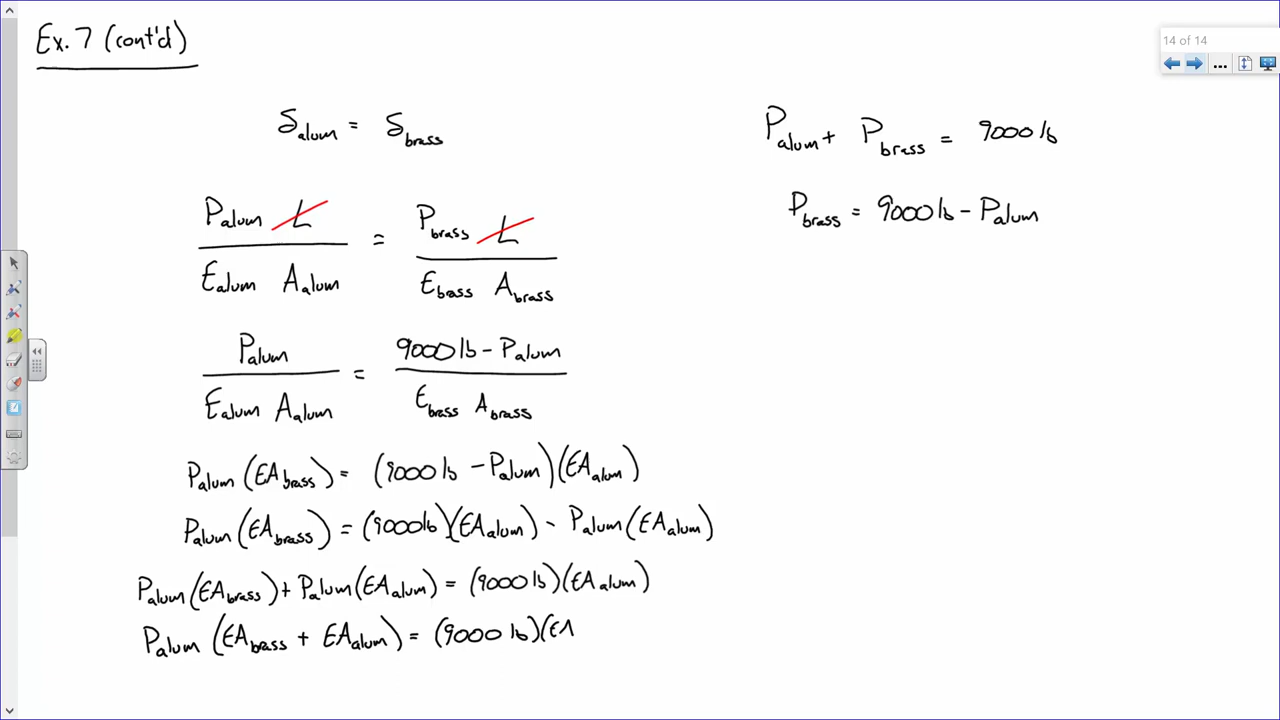 Ex. 7 (cont'd)
14 of 14
δalum = δbrass
Palum + Pbrass = 9000 lb
Pbrass = 9000 lb - Palum
Palum L / Ealum Aalum = Pbrass L / Ebrass Abrass
Palum / Ealum Aalum = 9000 lb - Palum / Ebrass Abrass
Palum (EAbrass) = (9000 lb - Palum)(EAalum)
Palum (EAbrass) = (9000 lb)(EAalum) - Palum (EAalum)
Palum (EAbrass) + Palum (EAalum) = (9000 lb)(EAalum)
Palum (EAbrass + EAalum) = (9000 lb)(EA